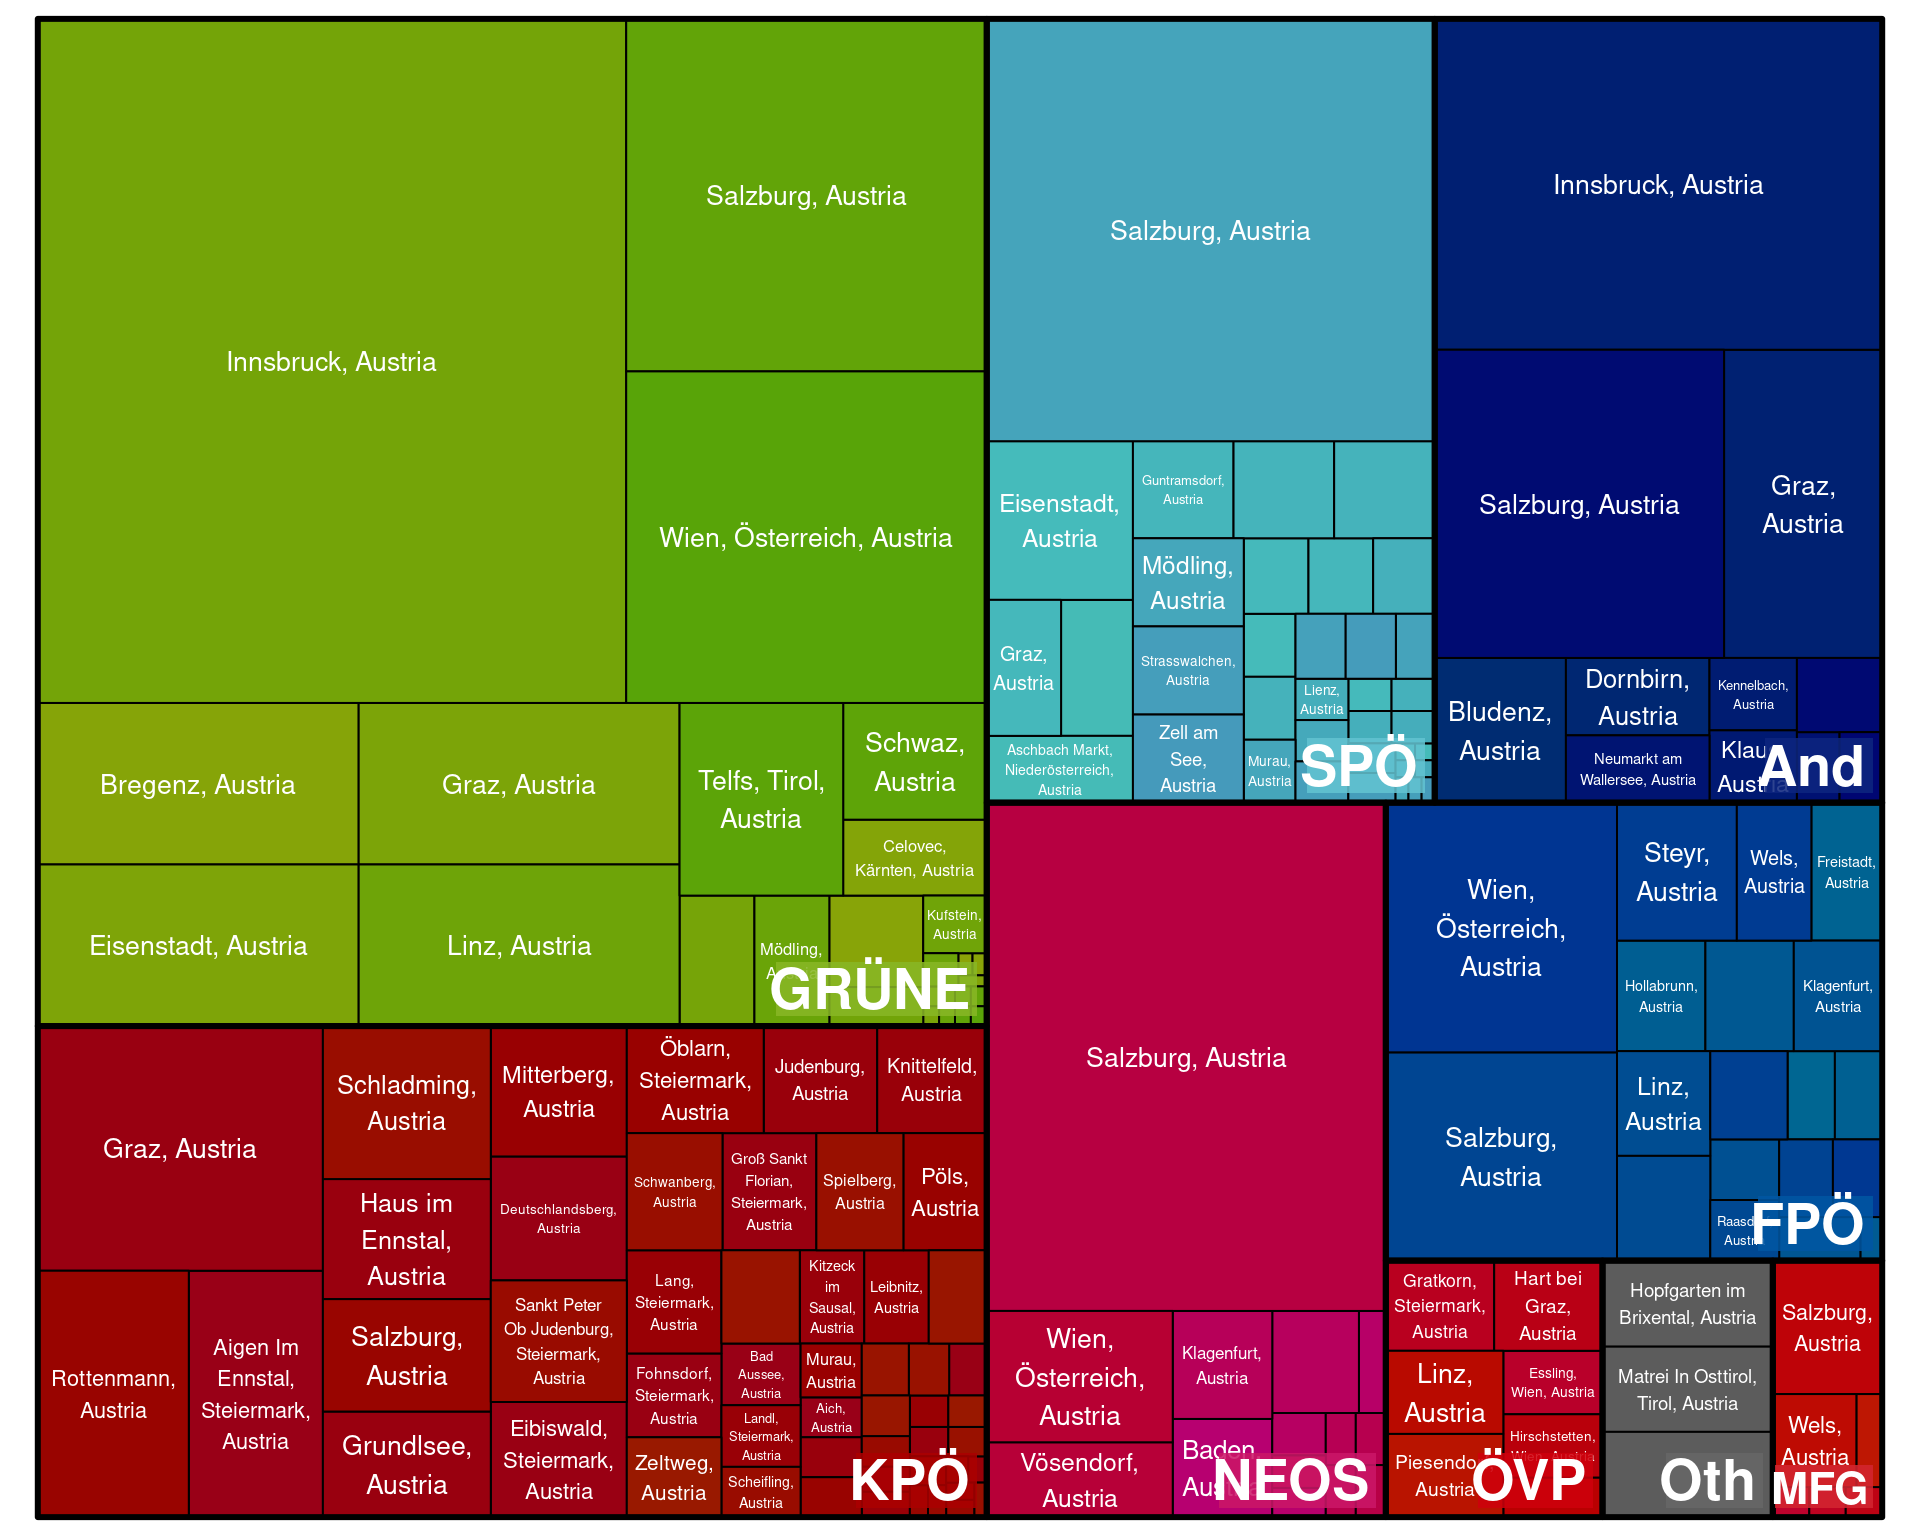 Innsbruck, Austria
Salzburg, Austria
Wien, Österreich, Austria
Bregenz, Austria
Graz, Austria
Eisenstadt, Austria
Linz, Austria
Telfs, Tirol,
Austria
Schwaz,
Austria
Celovec,
Kärnten, Austria
Mödling,
Kufstein,
Austria
GRÜNE
Salzburg, Austria
Eisenstadt,
Austria
Guntramsdorf,
Austria
Mödling,
Austria
Graz,
Austria
Strasswalchen,
Austria
Aschbach Markt,
Niederösterreich,
Austria
Zell am
See,
Austria
Lienz,
Austria
Murau,
Austria
SPÖ
Innsbruck, Austria
Salzburg, Austria
Graz,
Austria
Bludenz,
Austria
Dornbirn,
Austria
Neumarkt am
Wallersee, Austria
Kennelbach,
Austria
Klau
Aust
And
Graz, Austria
Rottenmann,
Austria
Aigen Im
Ennstal,
Steiermark,
Austria
Schladming,
Austria
Haus im
Ennstal,
Austria
Salzburg,
Austria
Grundlsee,
Austria
Mitterberg,
Austria
Deutschlandsberg,
Austria
Sankt Peter
Ob Judenburg,
Steiermark,
Austria
Eibiswald,
Steiermark,
Austria
Öblarn,
Steiermark,
Austria
Judenburg,
Austria
Knittelfeld,
Austria
Schwanberg,
Austria
Groß Sankt
Florian,
Steiermark,
Austria
Spielberg,
Austria
Pöls,
Austria
Lang,
Steiermark,
Austria
Fohnsdorf,
Steiermark,
Austria
Zeltweg,
Austria
Kitzeck
im
Sausal,
Austria
Leibnitz,
Austria
Bad
Aussee,
Austria
Landl,
Steiermark,
Austria
Scheifling,
Austria
Murau,
Austria
Aich,
Austria
KPÖ
Salzburg, Austria
Wien,
Österreich,
Austria
Vösendorf,
Austria
Klagenfurt,
Austria
Baden,
Aus
NEOS
Wien,
Österreich,
Austria
Salzburg,
Austria
Steyr,
Austria
Wels,
Austria
Freistadt,
Austria
Hollabrunn,
Austria
Klagenfurt,
Austria
Linz,
Austria
Raasd
Austr
FPÖ
Gratkorn,
Steiermark,
Austria
Hart bei
Graz,
Austria
Linz,
Austria
Essling,
Wien, Austria
Hirschstetten,
Wien, Austria
Piesendo
Austria
ÖVP
Hopfgarten im
Brixental, Austria
Matrei In Osttirol,
Tirol, Austria
Oth
Salzburg,
Austria
Wels,
Austria
MFG